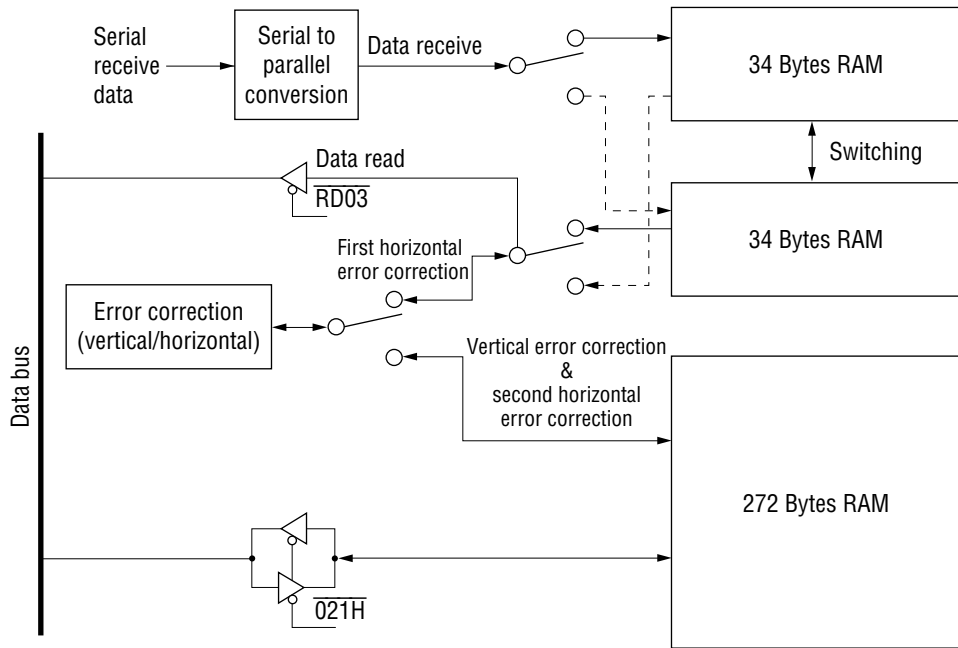 Serial
receive
data
Serial to
parallel
conversion
Data receive
34 Bytes RAM
Switching
Data read
RD03
34 Bytes RAM
First horizontal
error correction
Error correction
(vertical/horizontal)
Vertical error correction
&
second horizontal
error correction
Data bus
272 Bytes RAM
021H